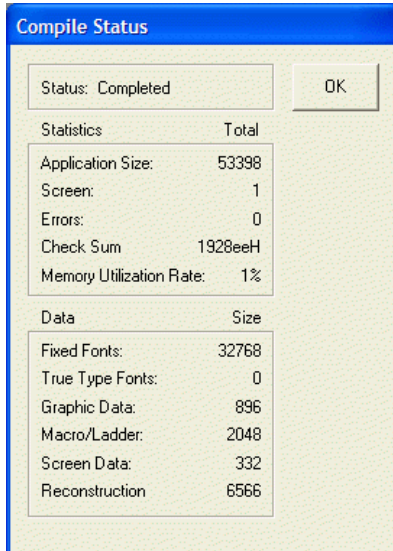 Compile Status
Status: Completed
OK
Statistics Total
Application Size: 53398
Screen: 1
Errors: 0
Check Sum 1928eeH
Memory Utilization Rate: 1%
Data Size
Fixed Fonts: 32768
True Type Fonts: 0
Graphic Data: 896
Macro/Ladder: 2048
Screen Data: 332
Reconstruction 6566